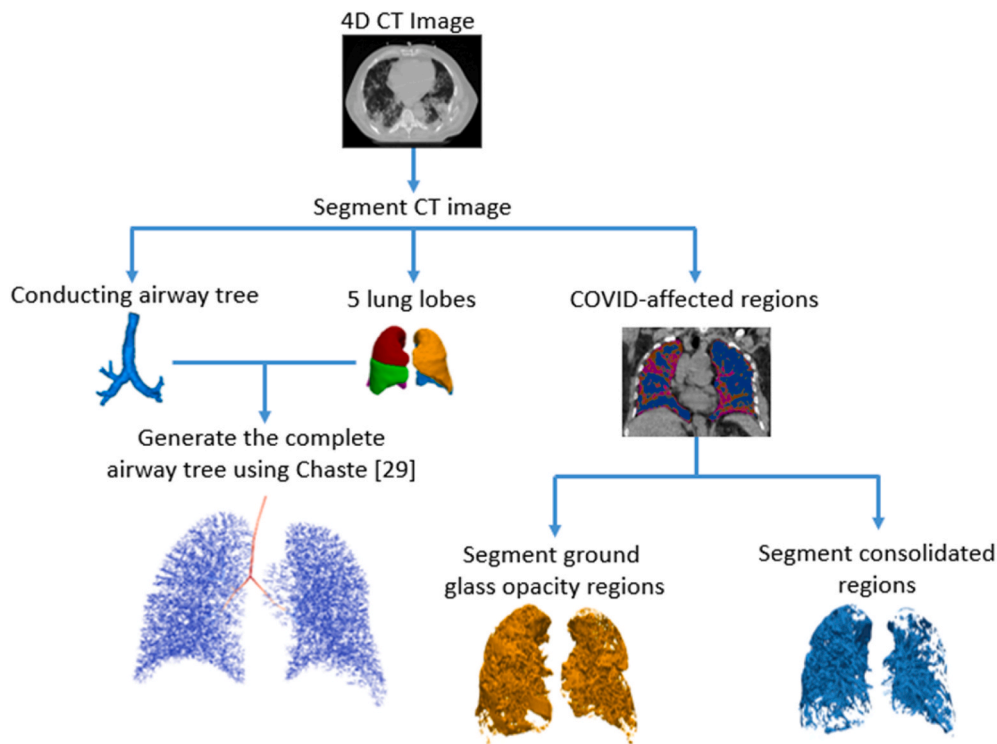 4D CT Image
Segment CT image
Conducting airway tree
5 lung lobes
COVID-affected regions
Generate the complete
airway tree using Chaste [29]
Segment ground
glass opacity regions
Segment consolidated
regions